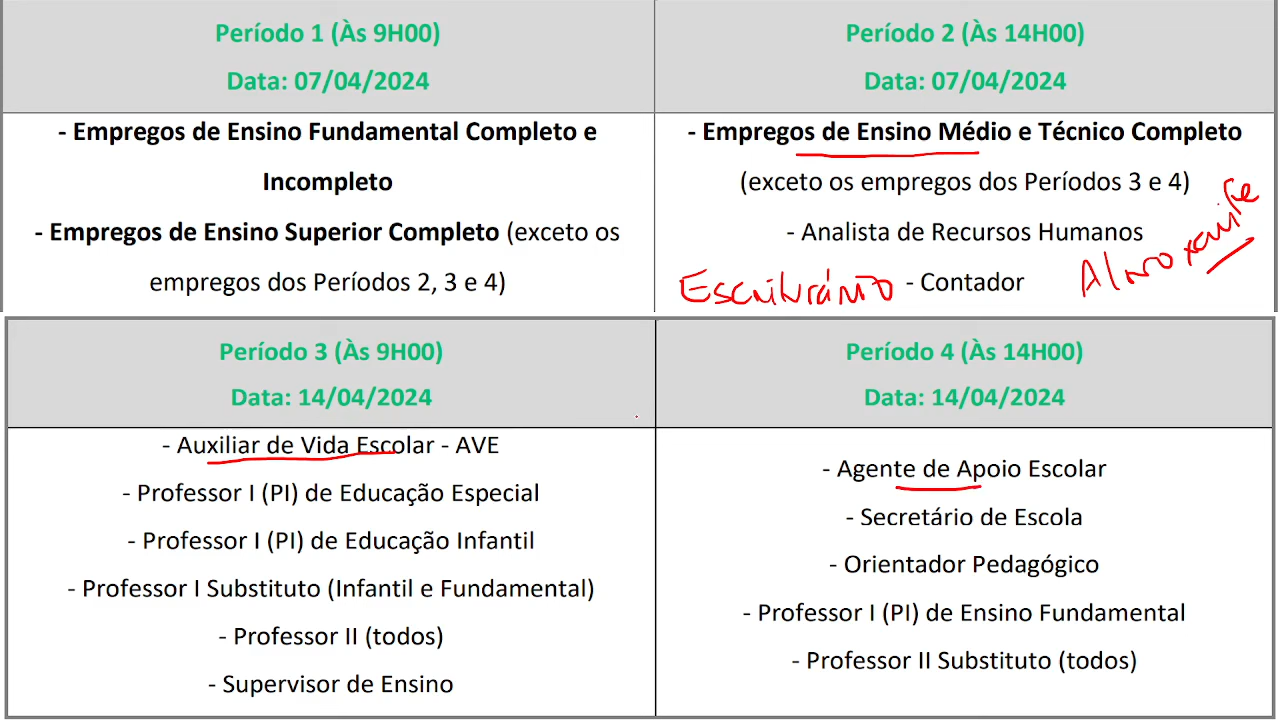 Período 1 (Às 9H00)
Data: 07/04/2024
- Empregos de Ensino Fundamental Completo e
Incompleto
- Empregos de Ensino Superior Completo (exceto os
empregos dos Períodos 2, 3 e 4)
Período 2 (Às 14H00)
Data: 07/04/2024
- Empregos de Ensino Médio e Técnico Completo
(exceto os empregos dos Períodos 3 e 4)
- Analista de Recursos Humanos
- Contador
Escriturário
Almoxarife
Período 3 (Às 9H00)
Data: 14/04/2024
- Auxiliar de Vida Escolar - AVE
- Professor I (PI) de Educação Especial
- Professor I (PI) de Educação Infantil
- Professor I Substituto (Infantil e Fundamental)
- Professor II (todos)
- Supervisor de Ensino
Período 4 (Às 14H00)
Data: 14/04/2024
- Agente de Apoio Escolar
- Secretário de Escola
- Orientador Pedagógico
- Professor I (PI) de Ensino Fundamental
- Professor II Substituto (todos)